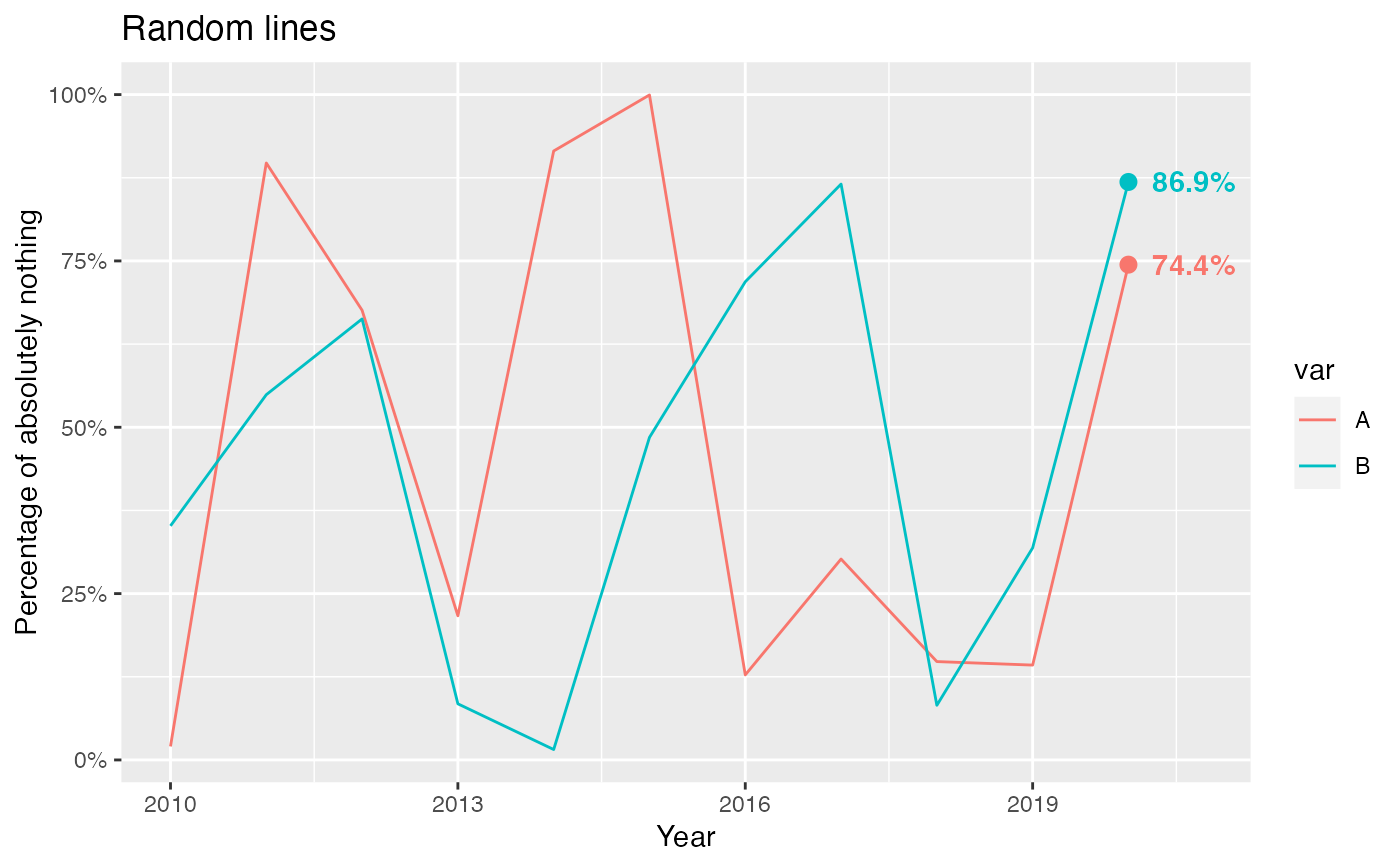 Random lines
Percentage of absolutely nothing
100%
75%
50%
25%
0%
86.9%
74.4%
2010 2013 2016 2019
Year
var
A
B